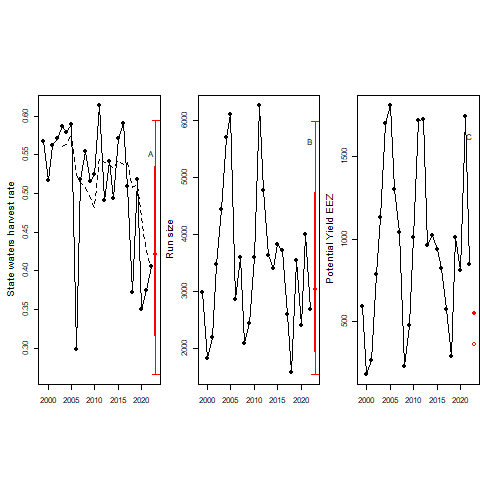 State waters harvest rate
0.60
0.55
0.50
0.45
0.40
0.35
0.30
2000 2005 2010 2015 2020
A
Run size
6000
5000
4000
3000
2000
2000 2005 2010 2015 2020
B
Potential Yield EEZ
1500
1000
500
2000 2005 2010 2015 2020
C